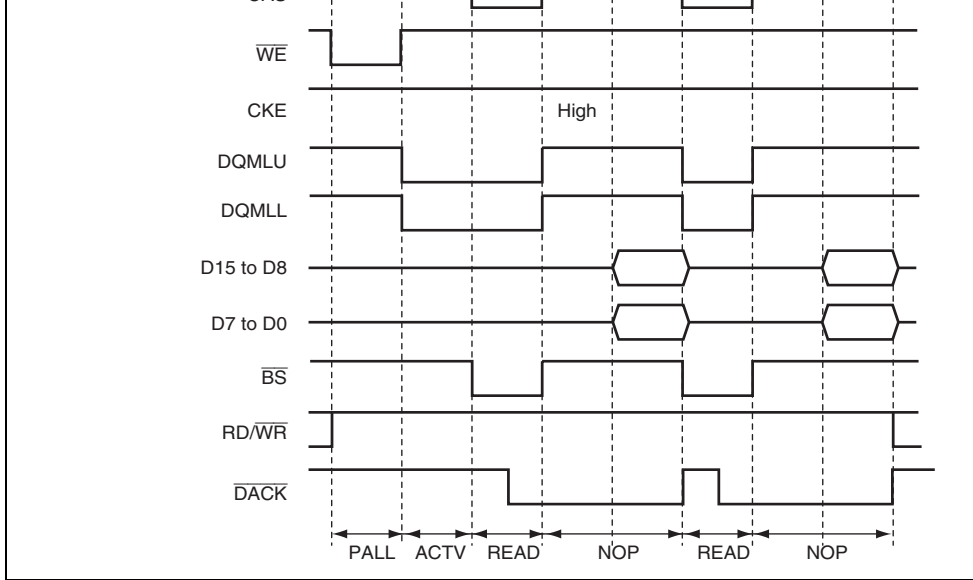 WE
CKE
High
DQMLU
DQMLL
D15 to D8
D7 to D0
BS
RD/WR
DACK
PALL ACTV READ NOP READ NOP